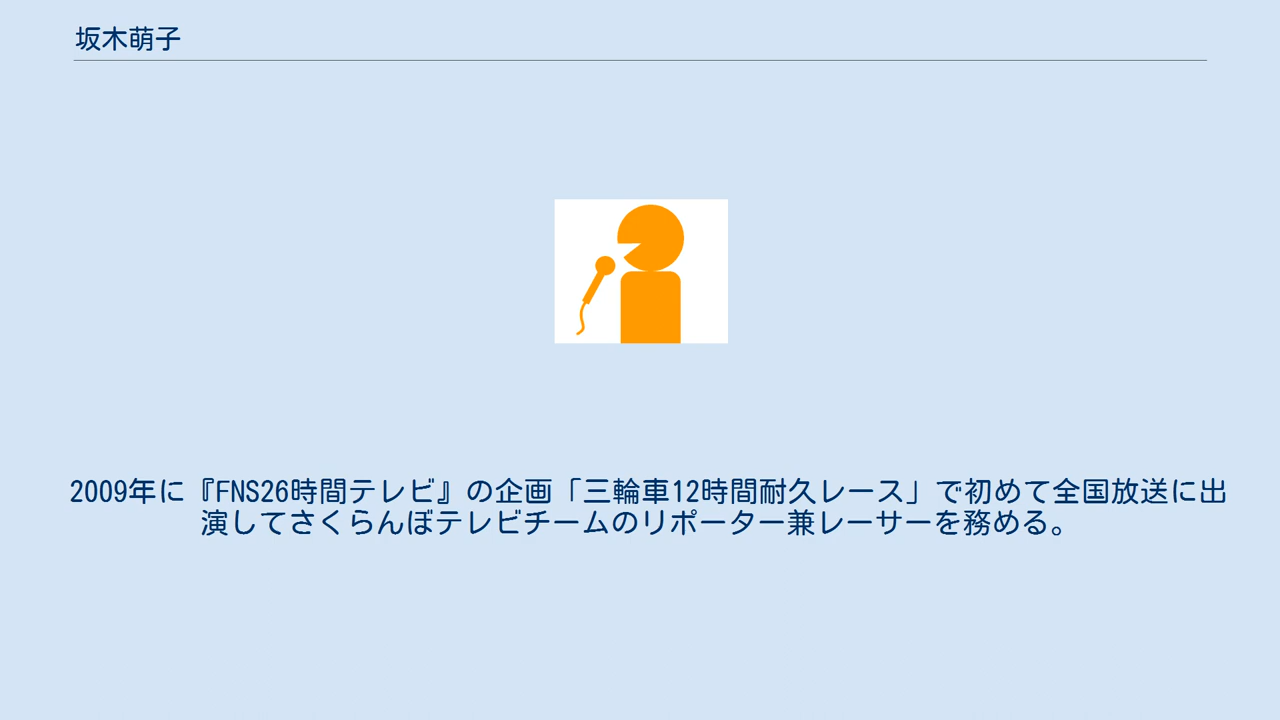 坂木萌子
2009年に『FNS26時間テレビ』の企画「三輪車12時間耐久レース」で初めて全国放送に出
演してさくらんぼテレビチームのリポーター兼レーサーを務める。